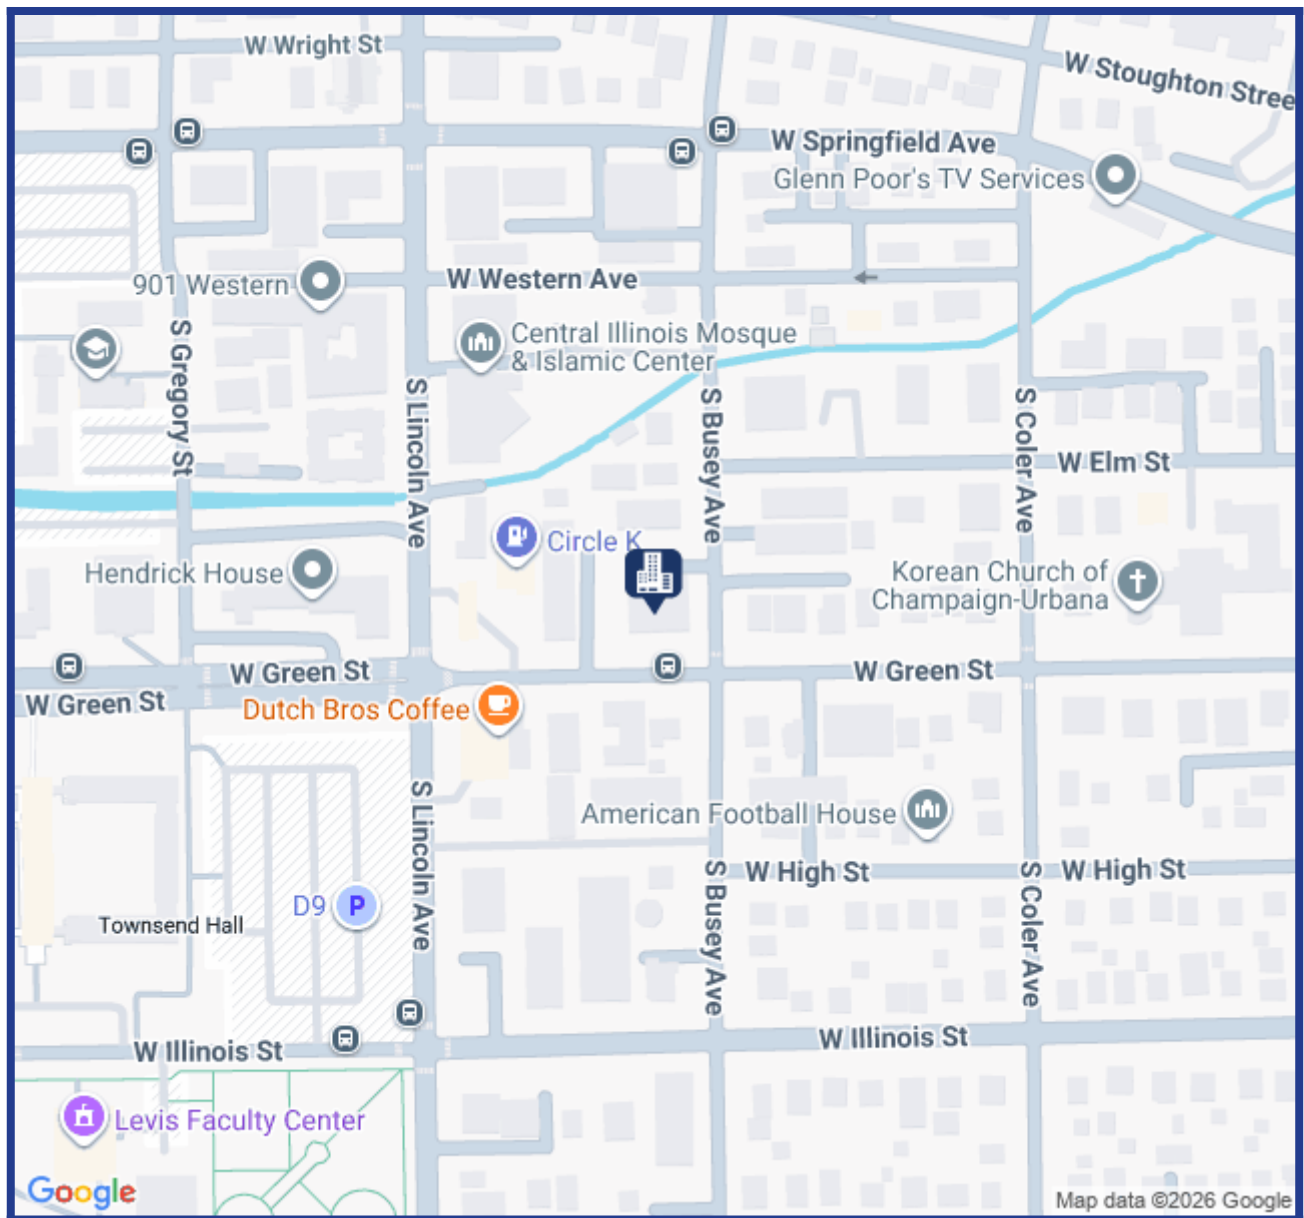 W Wright St
W Stoughton Stree
W Springfield Ave
Glenn Poor's TV Services
901 Western
W Western Ave
Central Illinois Mosque
& Islamic Center
S Gregory St
S Lincoln Ave
S Busey Ave
S Coler Ave
W Elm St
Circle K
Hendrick House
Korean Church of
Champaign-Urbana
W Green St
W Green St
W Green St
Dutch Bros Coffee
S Lincoln Ave
American Football House
W High St
W High St
S Busey Ave
S Coler Ave
D9
P
Townsend Hall
W Illinois St
W Illinois St
Levis Faculty Center
Google
Map data ©2026 Google